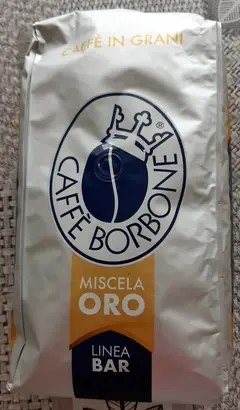 CAFFÈ IN GRANI
CAFFÈ BORBONE
®
MISCELA
ORO
LINEA
BAR